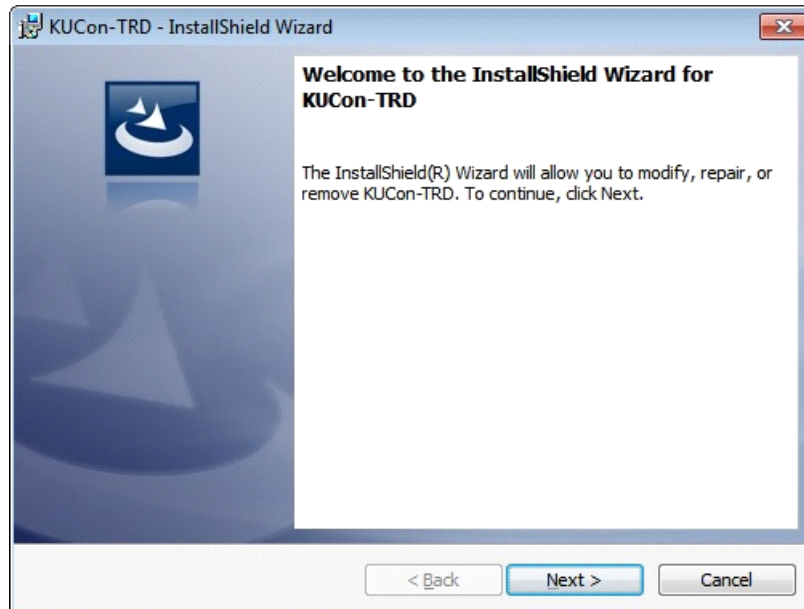 KUCon-TRD - InstallShield Wizard
Welcome to the InstallShield Wizard for
KUCon-TRD
The InstallShield(R) Wizard will allow you to modify, repair, or
remove KUCon-TRD. To continue, click Next.
< Back
Next >
Cancel